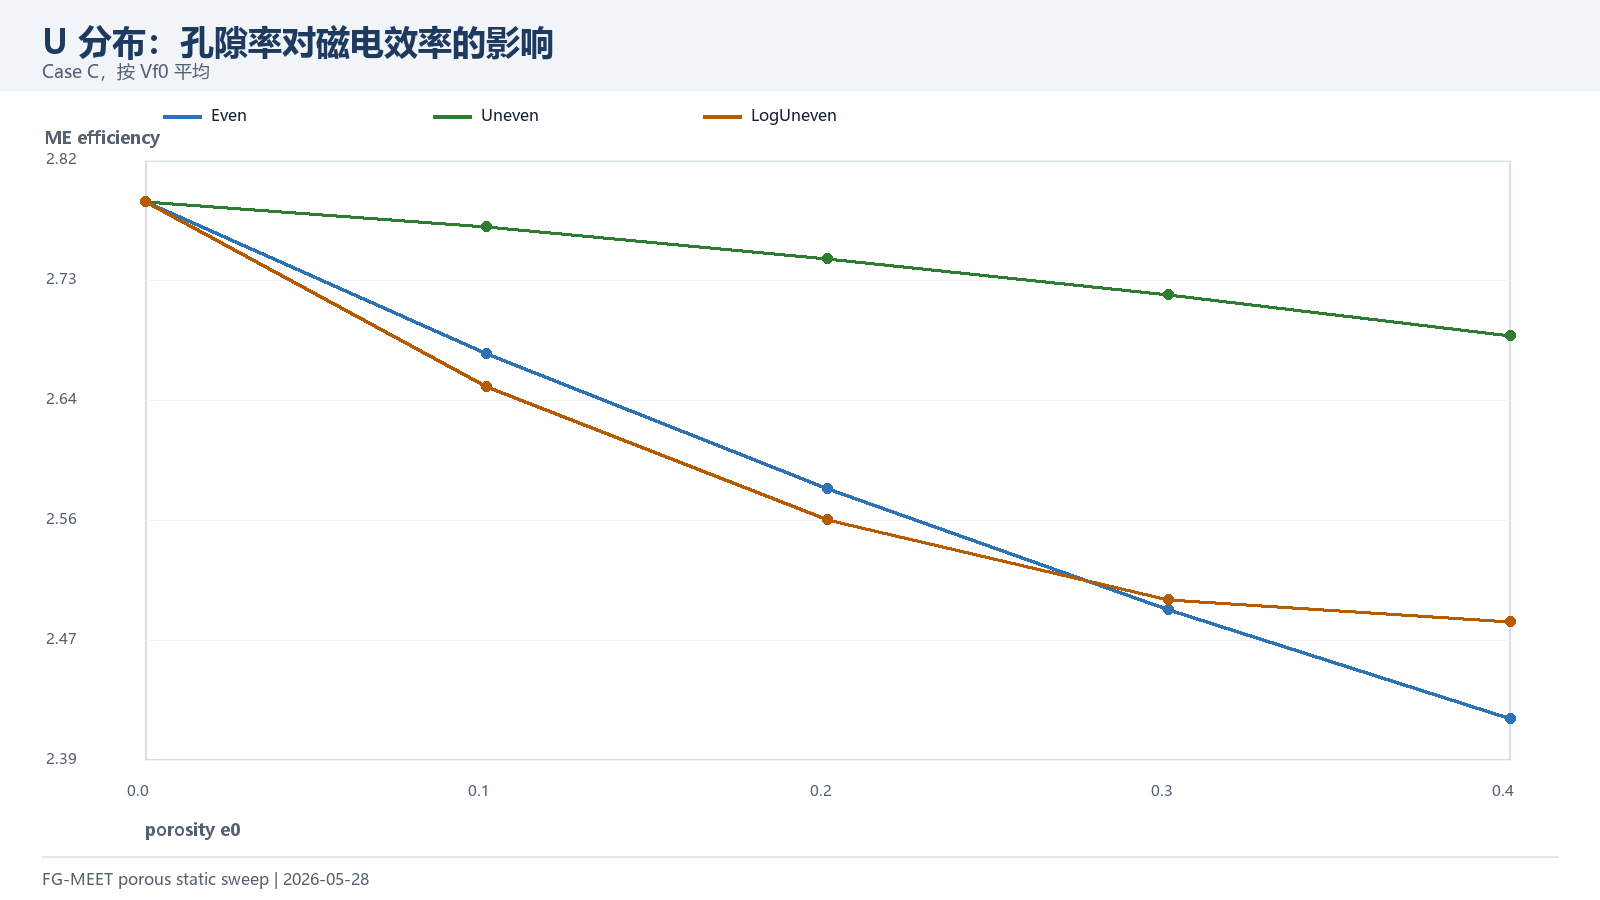 U 分布：孔隙率对磁电效率的影响
Case C，按 Vf0 平均
Even Uneven LogUneven
ME efficiency
2.82
2.73
2.64
2.56
2.47
2.39
0.0 0.1 0.2 0.3 0.4
porosity e0
FG-MEET porous static sweep | 2026-05-28